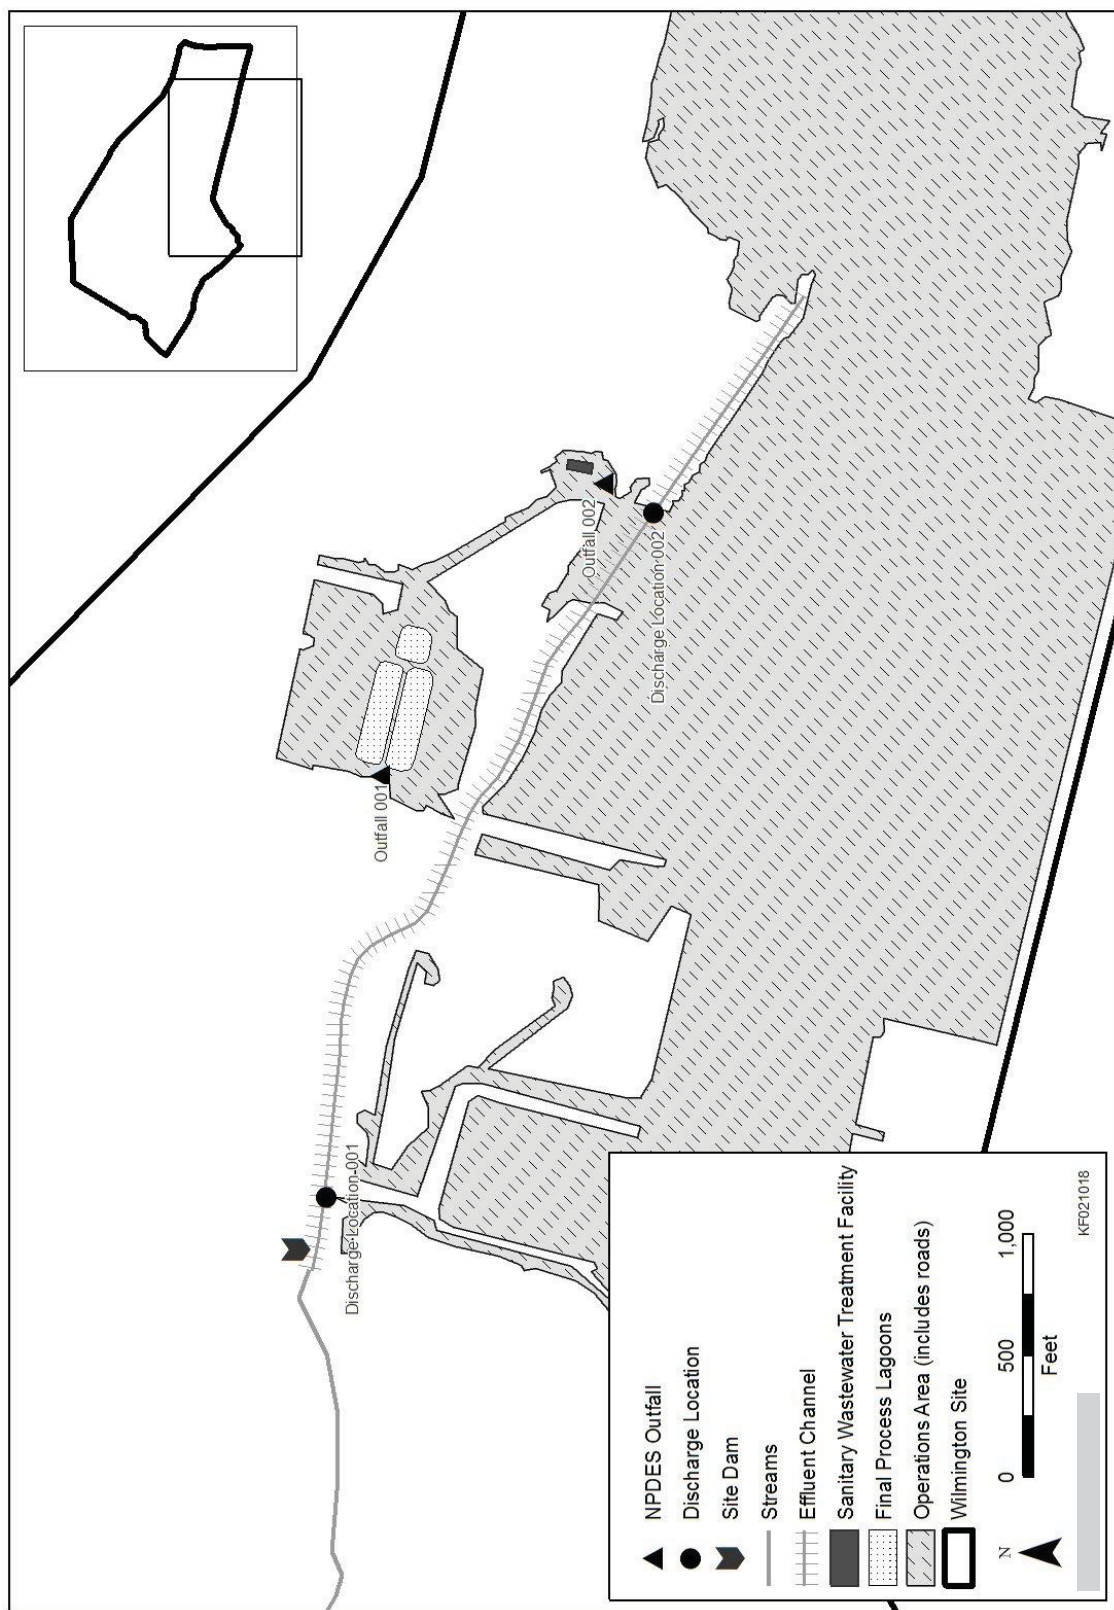 Outfall 001
Outfall 002
Discharge Location 002
Discharge Location 001
NPDES Outfall
Discharge Location
Site Dam
Streams
Effluent Channel
Sanitary Wastewater Treatment Facility
Final Process Lagoons
Operations Area (includes roads)
Wilmington Site
N
0 500 1,000
Feet
KF021018